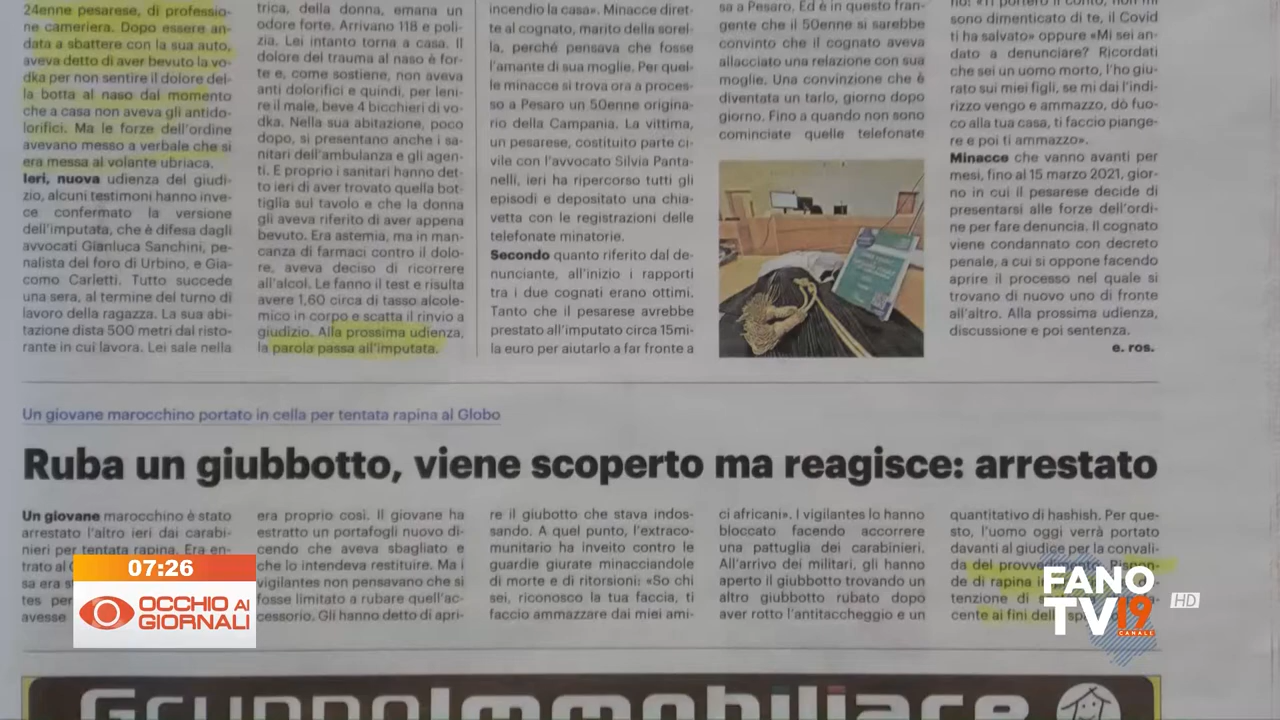 24enne pesarese, di professio-
ne cameriera. Dopo essere an-
data a sbattere con la sua auto,
aveva detto di aver bevuto la vo-
dka per non sentire il dolore del-
la botta al naso dal momento
che a casa non aveva gli antido-
lorifici. Ma le forze dell'ordine
avevano messo a verbale che si
era messa al volante ubriaca.
Ieri, nuova udienza del giudi-
zio, alcuni testimoni hanno inve-
ce confermato la versione
dell'imputata, che è difesa dagli
avvocati Gianluca Sanchini, pe-
nalista del foro di Urbino, e Gia-
como Carletti. Tutto succede
una sera, al termine del turno di
lavoro della ragazza. La sua abi-
tazione dista 500 metri dal risto-
rante in cui lavora. Lei sale nella
trica, della donna, emana un
odore forte. Arrivano 118 e poli-
zia. Lei intanto torna a casa. Il
dolore del trauma al naso è for-
te e, come sostiene, non aveva
anti dolorifici e quindi, per leni-
re il male, beve 4 bicchieri di vo-
dka. Nella sua abitazione, poco
dopo, si presentano anche i sa-
nitari dell'ambulanza e gli agen-
ti. E proprio i sanitari hanno det-
to ieri di aver trovato quella bot-
tiglia sul tavolo e che la donna
gli aveva riferito di aver appena
bevuto. Era astemia, ma in man-
canza di farmaci contro il dolo-
re, aveva deciso di ricorrere
all'alcol. Le fanno il test e risulta
avere 1,60 circa di tasso alcole-
mico in corpo e scatta il rinvio a
giudizio. Alla prossima udienza,
la parola passa all'imputata.
incendio la casa». Minacce diret-
te al cognato, marito della sorel-
la, perché pensava che fosse
l'amante di sua moglie. Per quel-
le minacce si trova ora a proces-
so a Pesaro un 50enne origina-
rio della Campania. La vittima,
un pesarese, costituito parte ci-
vile con l'avvocato Silvia Panta-
nelli, ieri ha ripercorso tutti gli
episodi e depositato una chia-
vetta con le registrazioni delle
telefonate minatorie.
Secondo quanto riferito dal de-
nunciante, all'inizio i rapporti
tra i due cognati erano ottimi.
Tanto che il pesarese avrebbe
prestato all'imputato circa 15mi-
la euro per aiutarlo a far fronte a
sa a Pesaro. Ed è in questo fran-
gente che il 50enne si sarebbe
convinto che il cognato aveva
allacciato una relazione con sua
moglie. Una convinzione che è
diventata un tarlo, giorno dopo
giorno. Fino a quando non sono
cominciate quelle telefonate
sono dimenticato di te, il Covid
ti ha salvato» oppure «Mi sei an-
dato a denunciare? Ricordati
che sei un uomo morto, l'ho giu-
rato sui miei figli, se mi dai l'indi-
rizzo vengo e ammazzo, dò fuo-
co alla tua casa, ti faccio piange-
re e poi ti ammazzo».
Minacce che vanno avanti per
mesi, fino al 15 marzo 2021, gior-
no in cui il pesarese decide di
presentarsi alle forze dell'ordi-
ne per fare denuncia. Il cognato
viene condannato con decreto
penale, a cui si oppone facendo
aprire il processo nel quale si
trovano di nuovo uno di fronte
all'altro. Alla prossima udienza,
discussione e poi sentenza.
e. ros.
Un giovane marocchino portato in cella per tentata rapina al Globo
Ruba un giubbotto, viene scoperto ma reagisce: arrestato
Un giovane marocchino è stato
arrestato l'altro ieri dai carabi-
nieri per tentata rapina. Era en-
trato al
sa era
tes per
avesse
era proprio così. Il giovane ha
estratto un portafogli nuovo di-
cendo che aveva sbagliato e
che lo intendeva restituire. Ma i
vigilantes non pensavano che si
fosse limitato a rubare quell'ac-
cessorio. Gli hanno detto di apri-
re il giubotto che stava indos-
sando. A quel punto, l'extraco-
munitario ha inveito contro le
guardie giurate minacciandole
di morte e di ritorsioni: «So chi
sei, riconosco la tua faccia, ti
faccio ammazzare dai miei ami-
ci africani». I vigilantes lo hanno
bloccato facendo accorrere
una pattuglia dei carabinieri.
All'arrivo dei militari, gli hanno
aperto il giubbotto trovando un
altro giubbotto rubato dopo
aver rotto l'antitaccheggio e un
quantitativo di hashish. Per que-
sto, l'uomo oggi verrà portato
davanti al giudice per la convali-
da del provvedimento. Rispon-
de di rapina
tenzione di
cente ai fini
07:26
OCCHIO AI
GIORNALI
FANO
TV19
CANALE
HD
GruppoImmobiliare